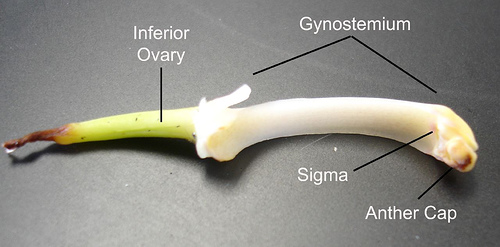 Gynostemium
Inferior
Ovary
Sigma
Anther Cap